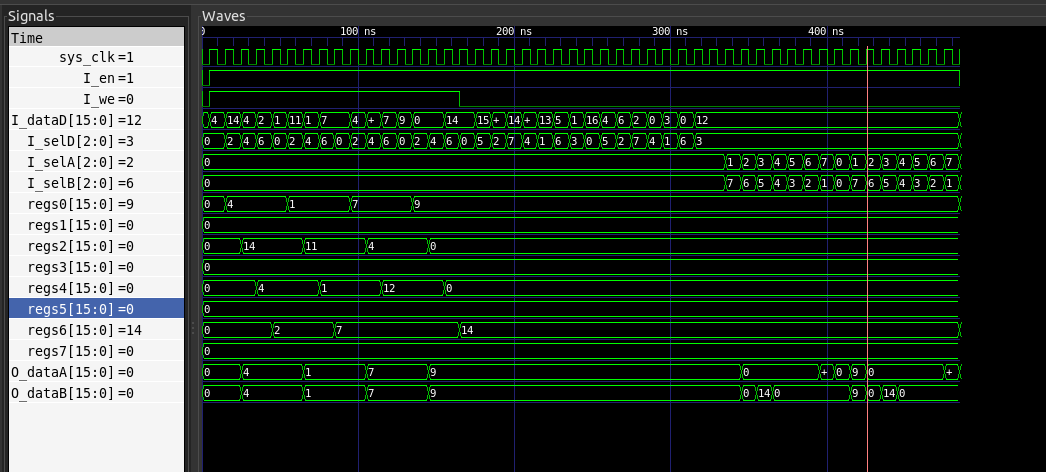 Signals Waves
Time 0 100 ns 200 ns 300 ns 400 ns
sys_clk=1
I_en=1
I_we=0
I_dataD[15:0]=12 4 14 4 2 1 11 1 7 4 + 7 9 0 14 15 + 14 + 13 5 1 16 4 6 2 0 3 0 12
I_selD[2:0]=3 0 2 4 6 0 2 4 6 0 2 4 6 0 2 4 6 0 5 2 7 4 1 6 3 0 5 2 7 4 1 6 3
I_selA[2:0]=2 0 1 2 3 4 5 6 7 0 1 2 3 4 5 6 7
I_selB[2:0]=6 0 7 6 5 4 3 2 1 0 7 6 5 4 3 2 1
regs0[15:0]=9 0 4 1 7 9
regs1[15:0]=0 0
regs2[15:0]=0 0 14 11 4 0
regs3[15:0]=0 0
regs4[15:0]=0 0 4 1 12 0
regs5[15:0]=0 0
regs6[15:0]=14 0 2 7 14
regs7[15:0]=0 0
O_dataA[15:0]=0 0 4 1 7 9 0 + 0 9 0 +
O_dataB[15:0]=0 0 4 1 7 9 0 14 0 9 0 14 0